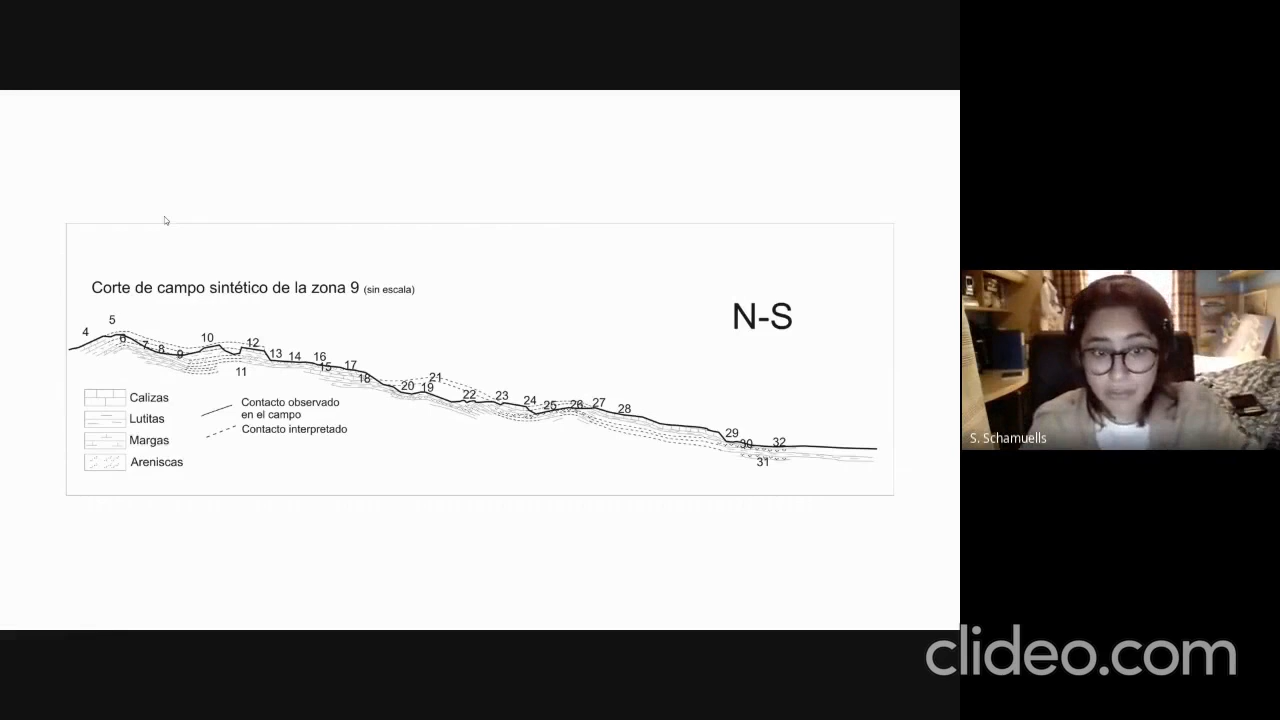 Corte de campo sintético de la zona 9 (sin escala)
N-S
4
5
6
7
8
9
10
11
12
13
14
16
15
17
18
20
19
21
22
23
24
25
26
27
28
29
30
32
31
Calizas
Lutitas
Margas
Areniscas
Contacto observado
en el campo
Contacto interpretado
S. Schamuells
clideo.com